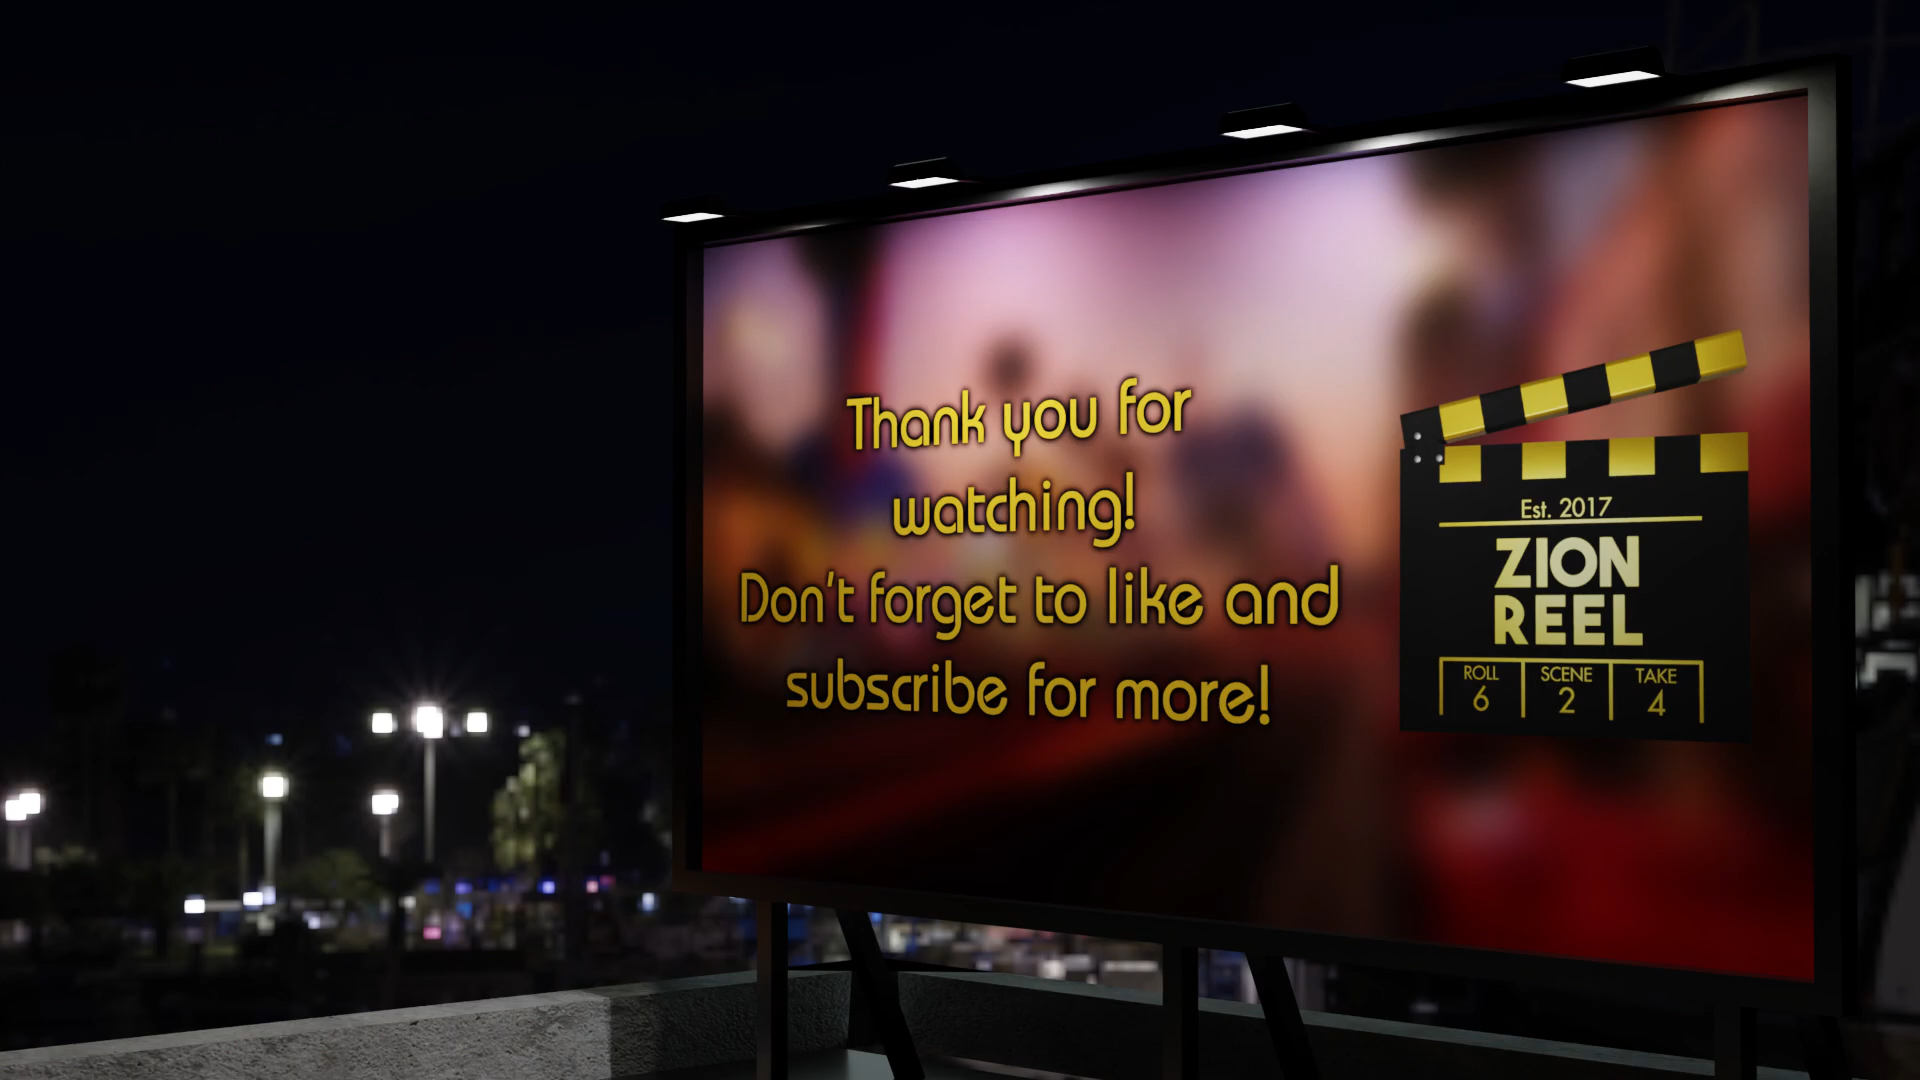 Thank you for
watching!
Don't forget to like and
subscribe for more!
Est. 2017
ZION
REEL
ROLL SCENE TAKE
6 2 4